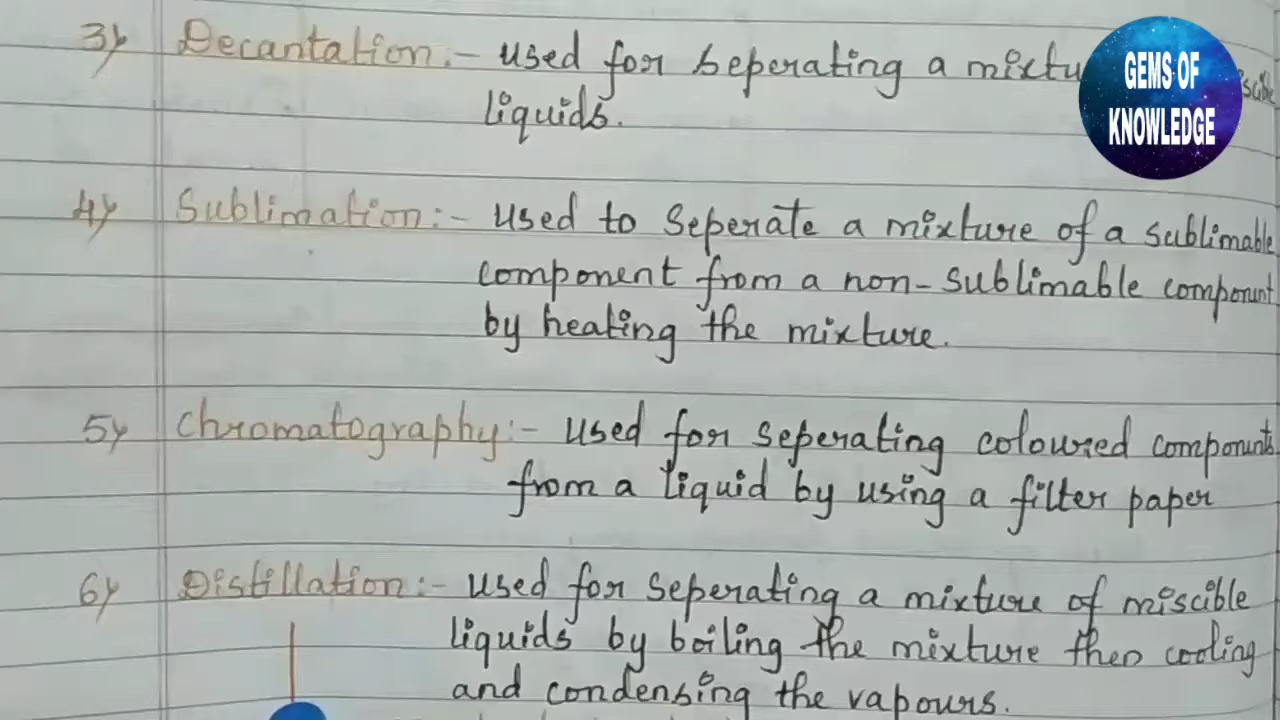 3) Decantation :- used for seperating a mixtu
liquids.
GEMS OF
KNOWLEDGE
4) Sublimation :- used to seperate a mixture of a sublimable
component from a non-sublimable component
by heating the mixture.
5) Chromatography :- used for seperating coloured components
from a liquid by using a filter paper
6) Distillation :- used for seperating a mixture of miscible
liquids by boiling the mixture then cooling
and condensing the vapours.